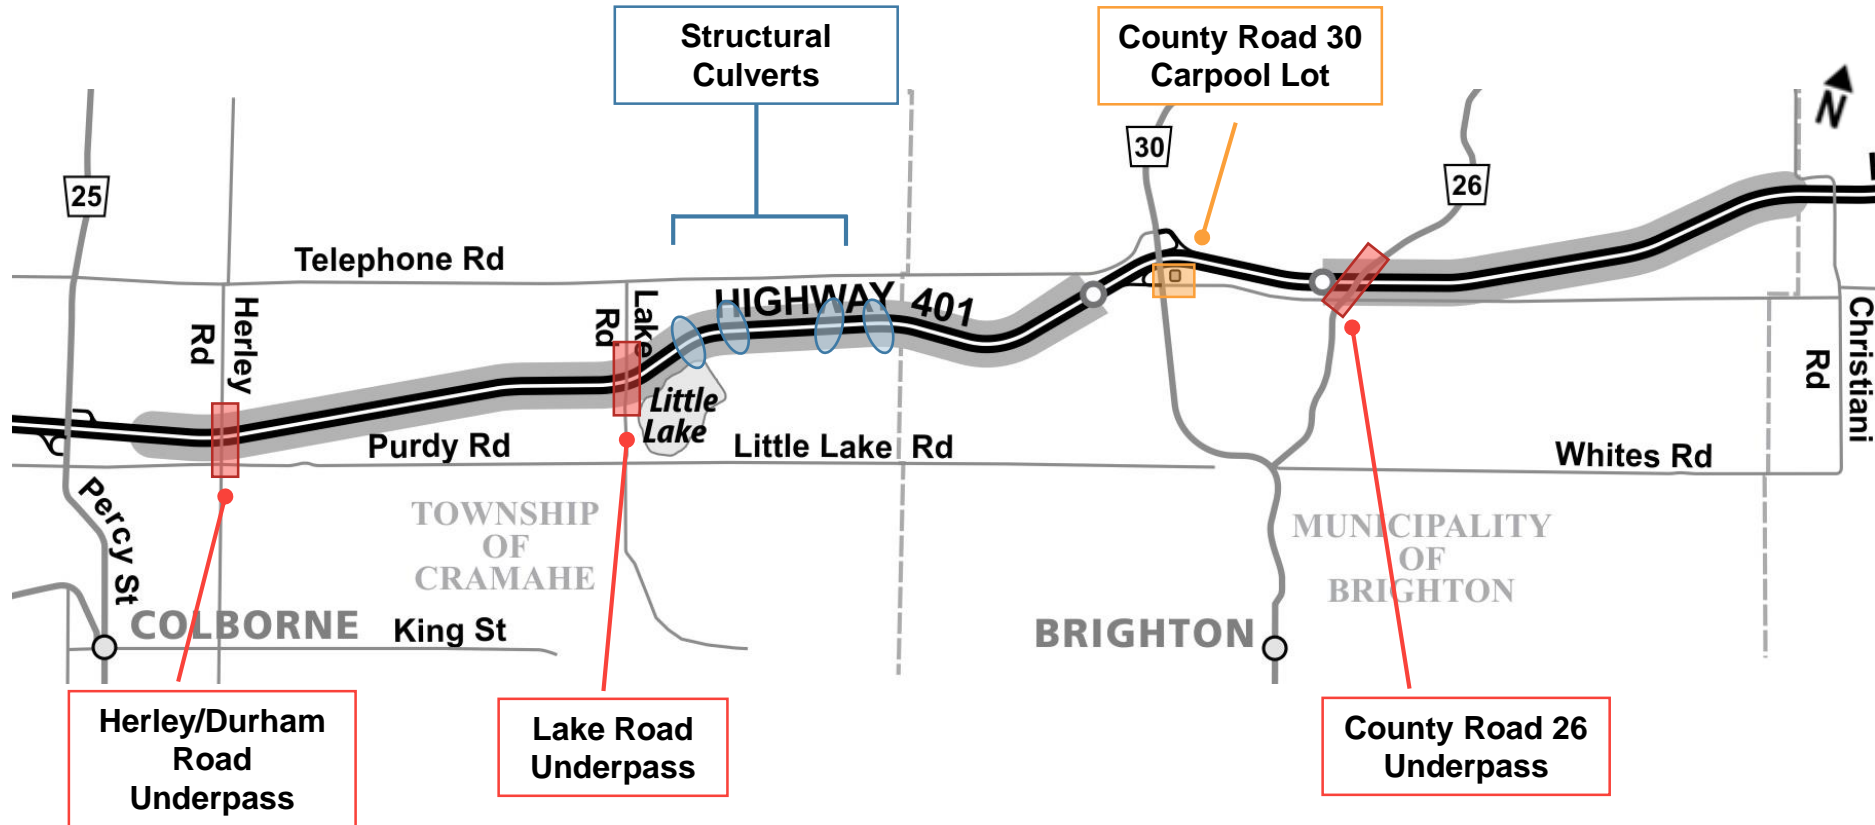 Structural
Culverts
County Road 30
Carpool Lot
N
30
25
26
Telephone Rd
Herley
Rd
Lake
Rd
HIGHWAY 401
Christiani
Rd
Little
Lake
Purdy Rd
Little Lake Rd
Whites Rd
Percy St
TOWNSHIP
OF
CRAMAHE
MUNICIPALITY
OF
BRIGHTON
COLBORNE
King St
BRIGHTON
Herley/Durham
Road
Underpass
Lake Road
Underpass
County Road 26
Underpass